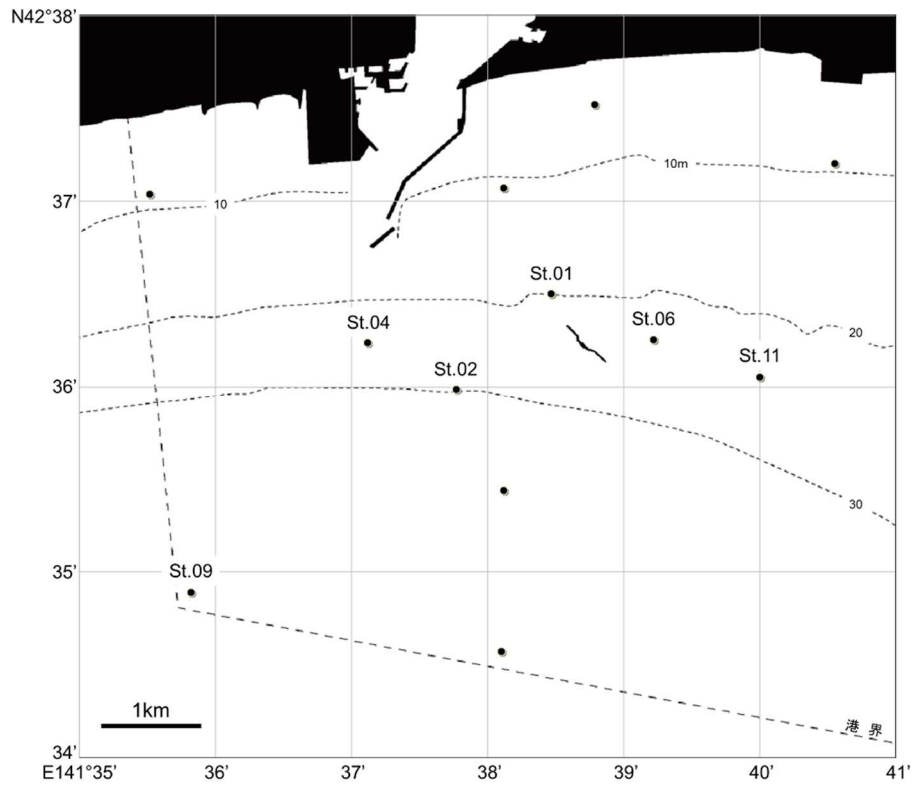 N42°38'
10m
37'
10
St.01
St.04
St.06
20
St.11
St.02
36'
30
35'
St.09
1km
港界
34'
E141°35'
36'
37'
38'
39'
40'
41'